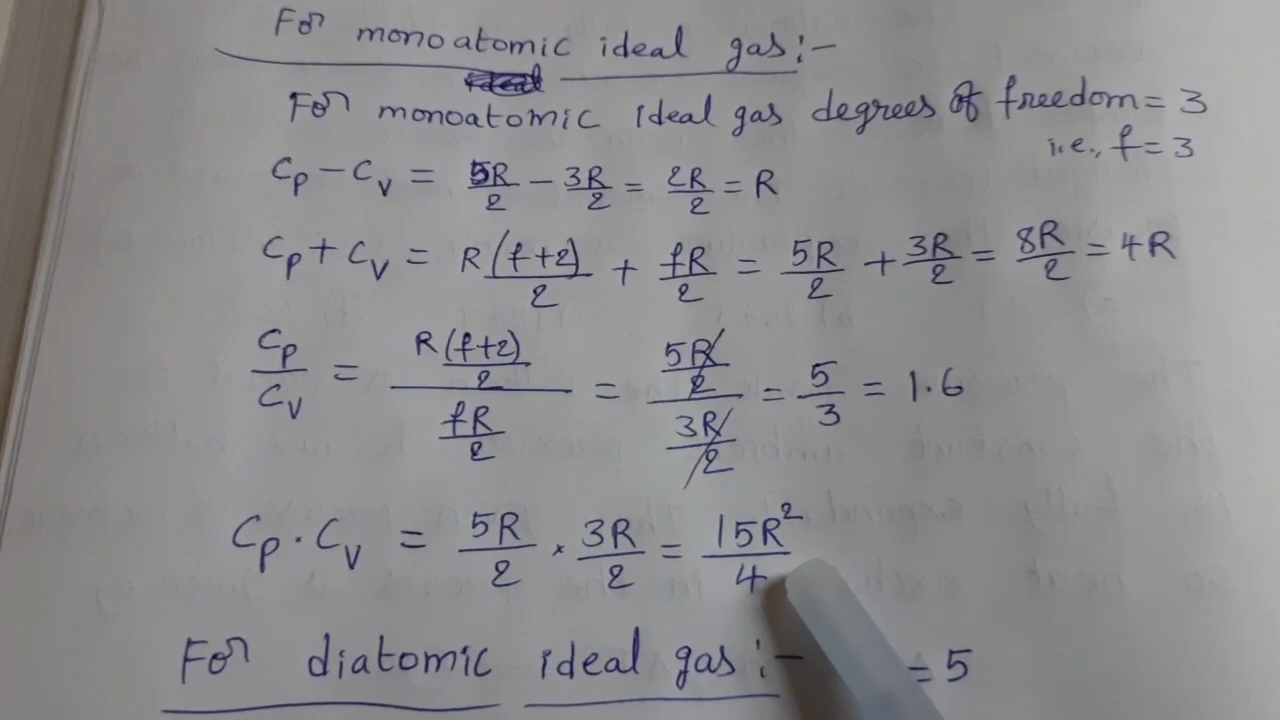 For monoatomic ideal gas:-
For monoatomic ideal gas degrees of freedom = 3
i.e., f = 3
Cp - Cv = 5R/2 - 3R/2 = 2R/2 = R
Cp + Cv = R(f+2)/2 + fR/2 = 5R/2 + 3R/2 = 8R/2 = 4R
Cp/Cv = R(f+2)/2 / fR/2 = 5R/2 / 3R/2 = 5/3 = 1.6
Cp . Cv = 5R/2 × 3R/2 = 15R²/4
For diatomic ideal gas:- = 5